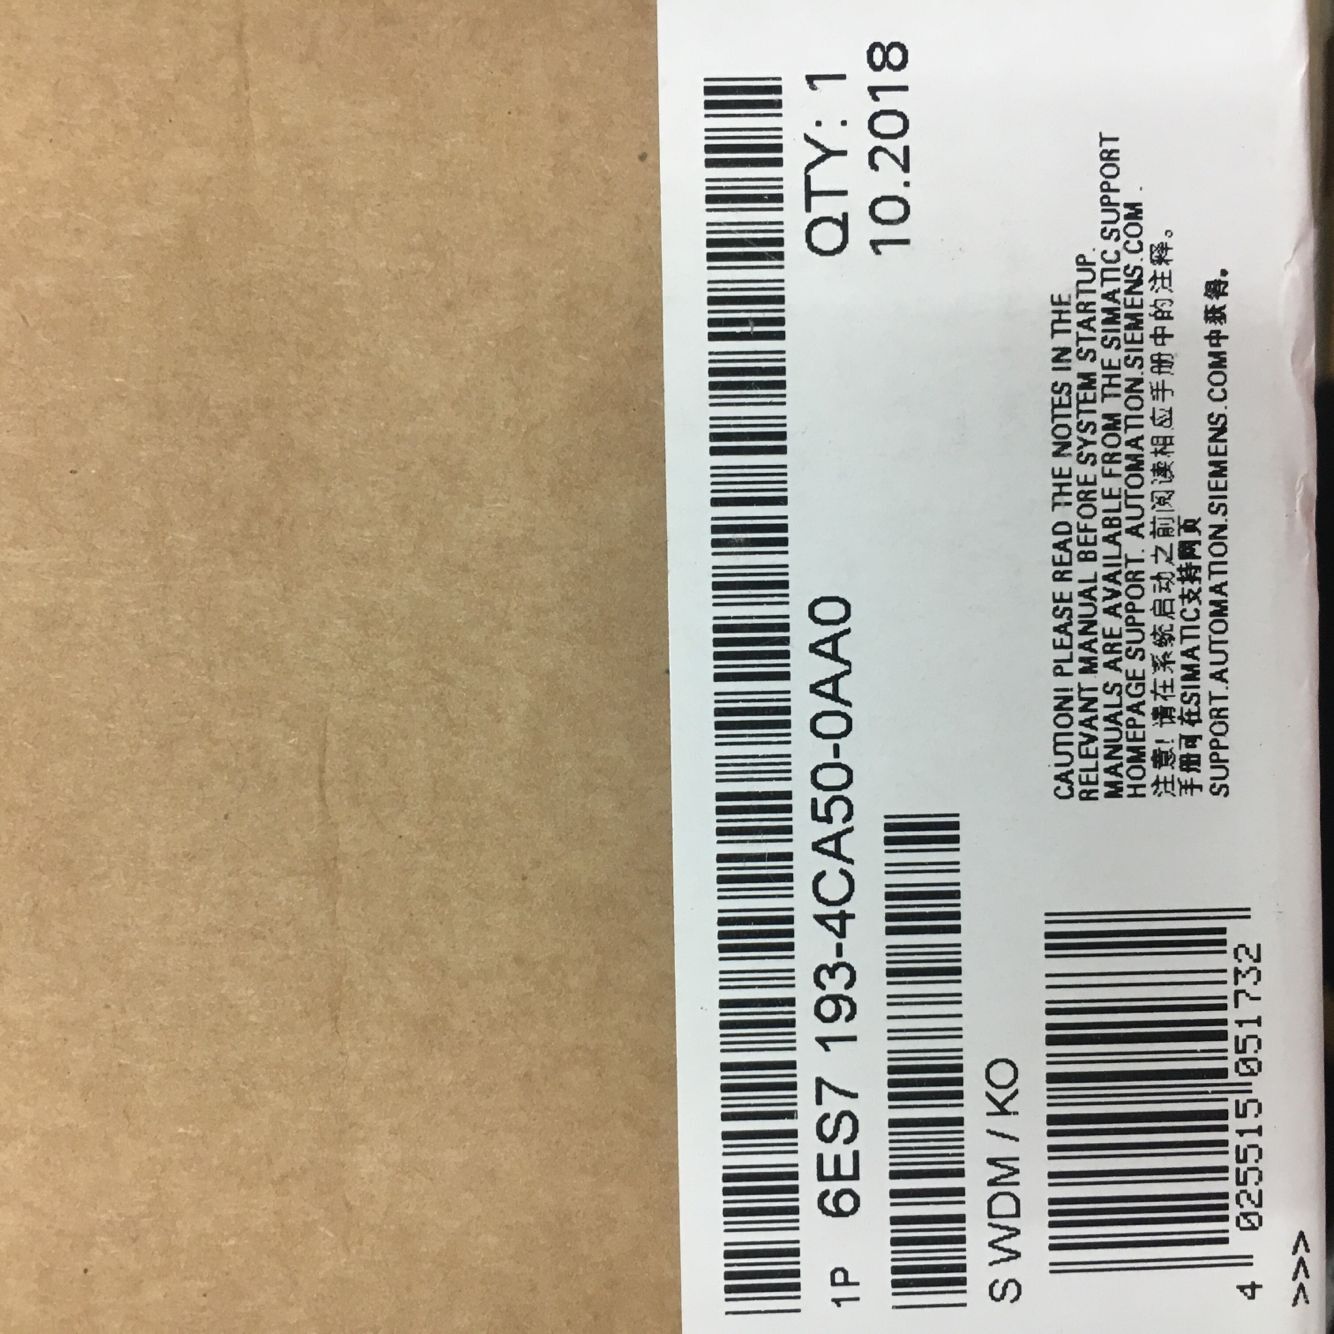 1P 6ES7 193-4CA50-0AA0 QTY: 1
10.2018
S WDM / KO
CAUTION! PLEASE READ THE NOTES IN THE
RELEVANT MANUAL BEFORE SYSTEM STARTUP.
MANUALS ARE AVAILABLE FROM THE SIMATIC SUPPORT
HOMEPAGE SUPPORT. AUTOMATION.SIEMENS.COM .
注意! 请在系统启动之前阅读相应手册中的注释。
手册可在SIMATIC支持网页
SUPPORT.AUTOMATION.SIEMENS.COM中获得。
4 025515 051732
>>>